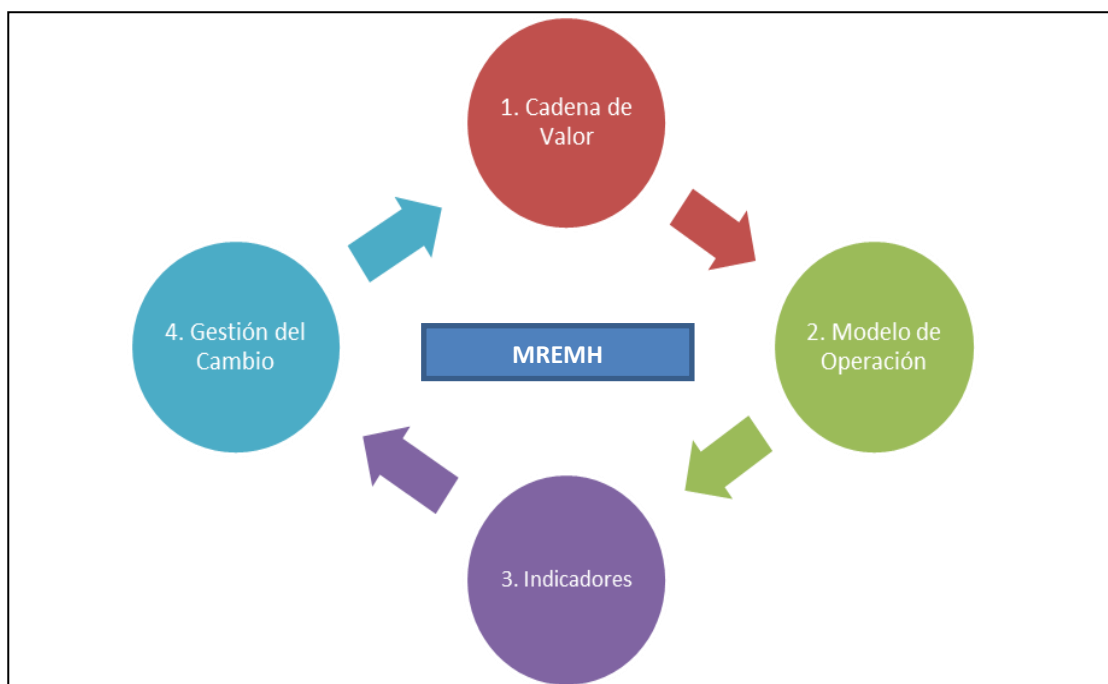 1. Cadena de
Valor
2. Modelo de
Operación
3. Indicadores
4. Gestión del
Cambio
MREMH